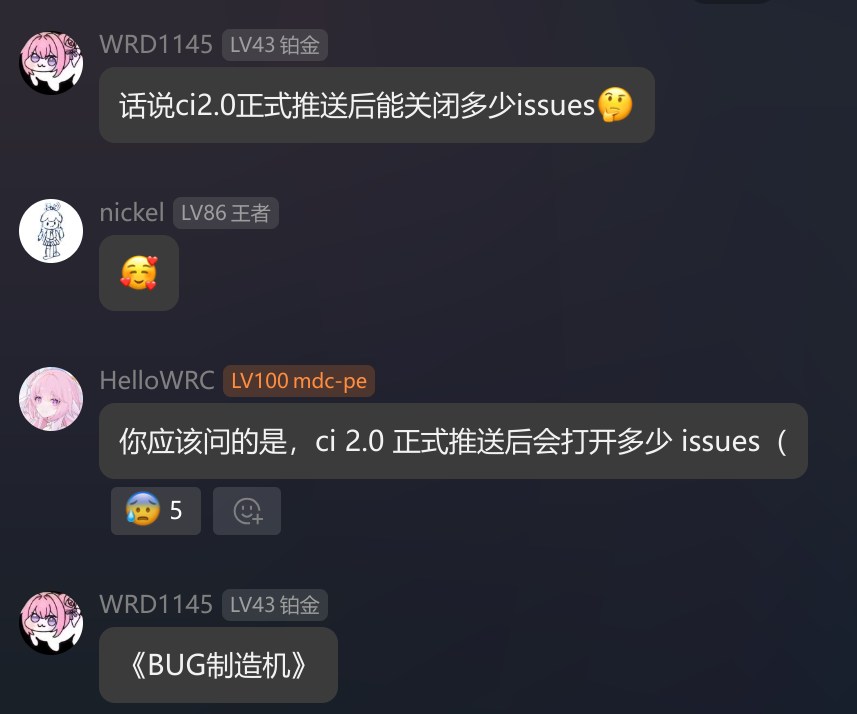 WRD1145 LV43 铂金
话说ci2.0正式推送后能关闭多少issues🤔
nickel LV86 王者
🥰
HelloWRC LV100 mdc-pe
你应该问的是，ci 2.0 正式推送后会打开多少 issues（
😰 5
WRD1145 LV43 铂金
《BUG制造机》